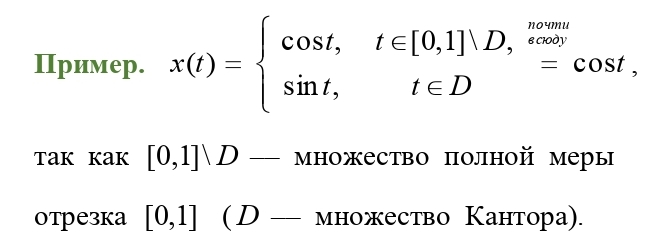 Пример. x(t) = { cos t, t ∈ [0,1] \ D, почти всюду = cos t,
sin t, t ∈ D
так как [0,1] \ D — множество полной меры
отрезка [0,1] (D — множество Кантора).